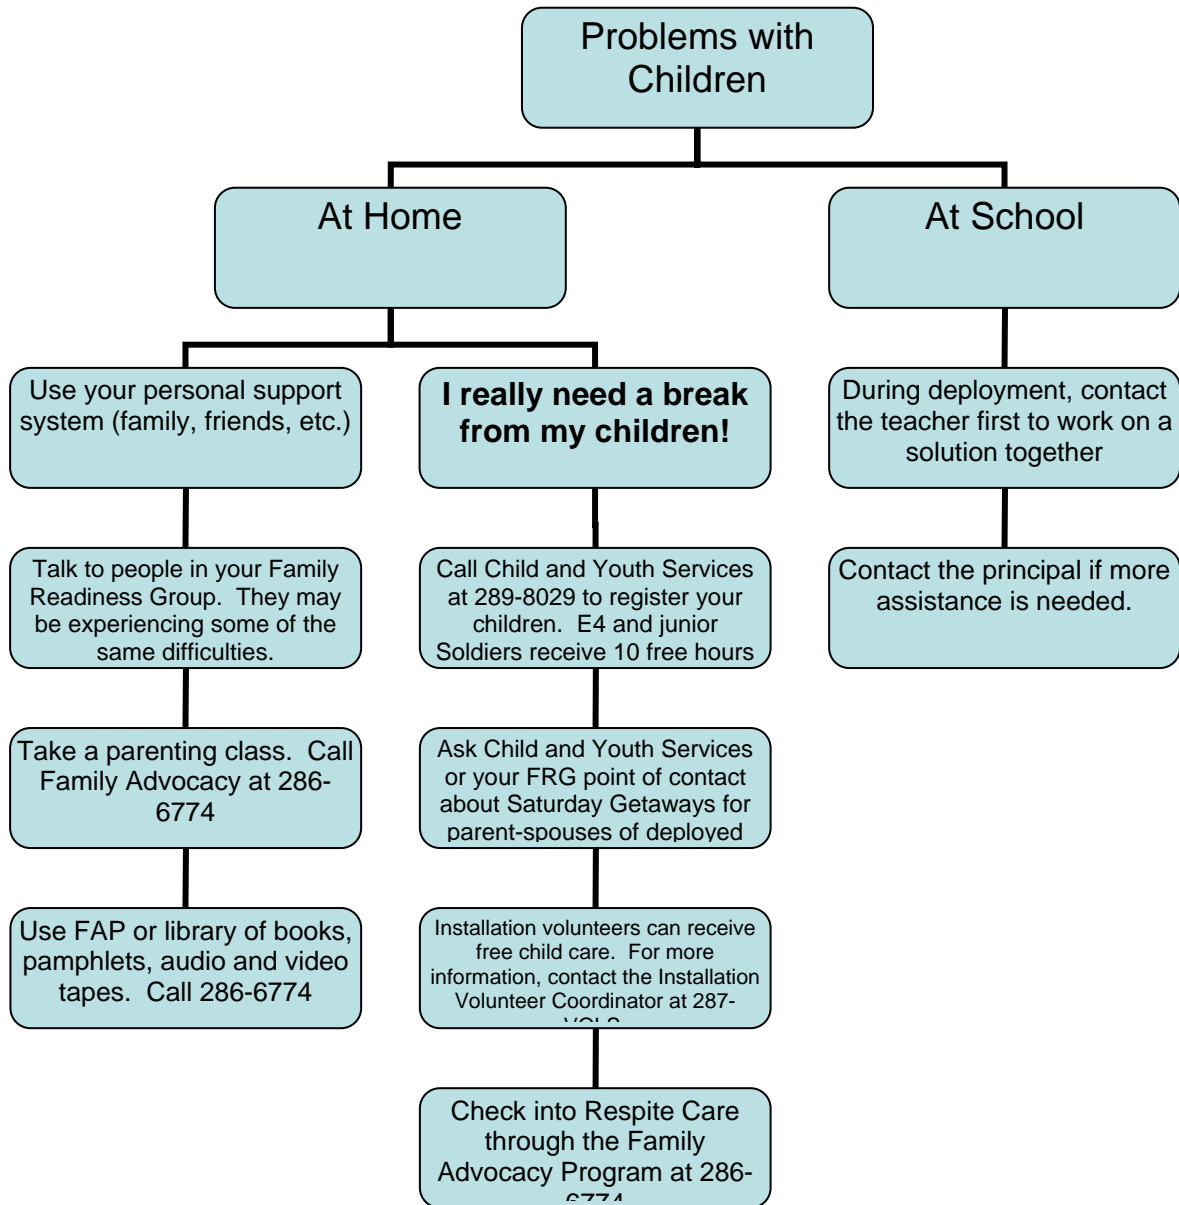 Problems with
Children
At Home
At School
Use your personal support
system (family, friends, etc.)
I really need a break
from my children!
During deployment, contact
the teacher first to work on a
solution together
Talk to people in your Family
Readiness Group. They may
be experiencing some of the
same difficulties.
Call Child and Youth Services
at 289-8029 to register your
children. E4 and junior
Soldiers receive 10 free hours
Contact the principal if more
assistance is needed.
Take a parenting class. Call
Family Advocacy at 286-
6774
Ask Child and Youth Services
or your FRG point of contact
about Saturday Getaways for
parent-spouses of deployed
Use FAP or library of books,
pamphlets, audio and video
tapes. Call 286-6774
Installation volunteers can receive
free child care. For more
information, contact the Installation
Volunteer Coordinator at 287-
VOLS
Check into Respite Care
through the Family
Advocacy Program at 286-
6774